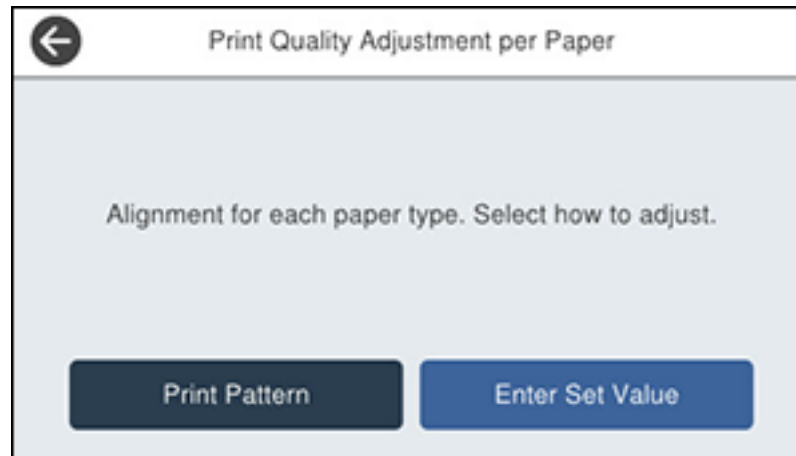 Print Quality Adjustment per Paper
Alignment for each paper type. Select how to adjust.
Print Pattern
Enter Set Value